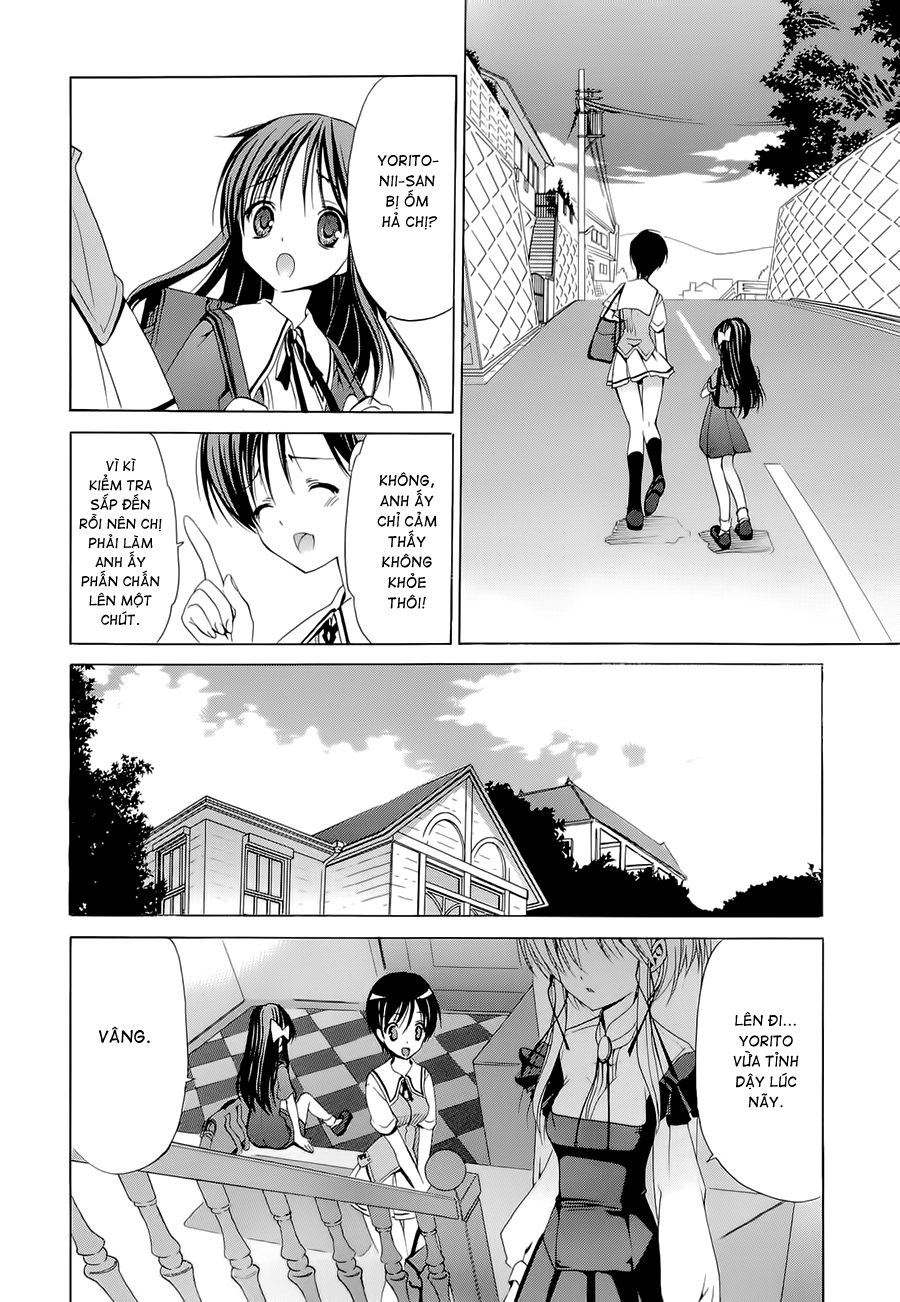 YORITO-
NII-SAN
BỊ ỐM
HẢ CHỊ?
KHÔNG,
ANH ẤY
CHỈ CẢM
THẤY
KHÔNG
KHỎE
THÔI!
VÌ KÌ
KIỂM TRA
SẮP ĐẾN
RỒI NÊN CHỊ
PHẢI LÀM
ANH ẤY
PHẤN CHẤN
LÊN MỘT
CHÚT.
LÊN ĐI...
YORITO
VỪA TỈNH
DẬY LÚC
NÃY.
VÂNG.